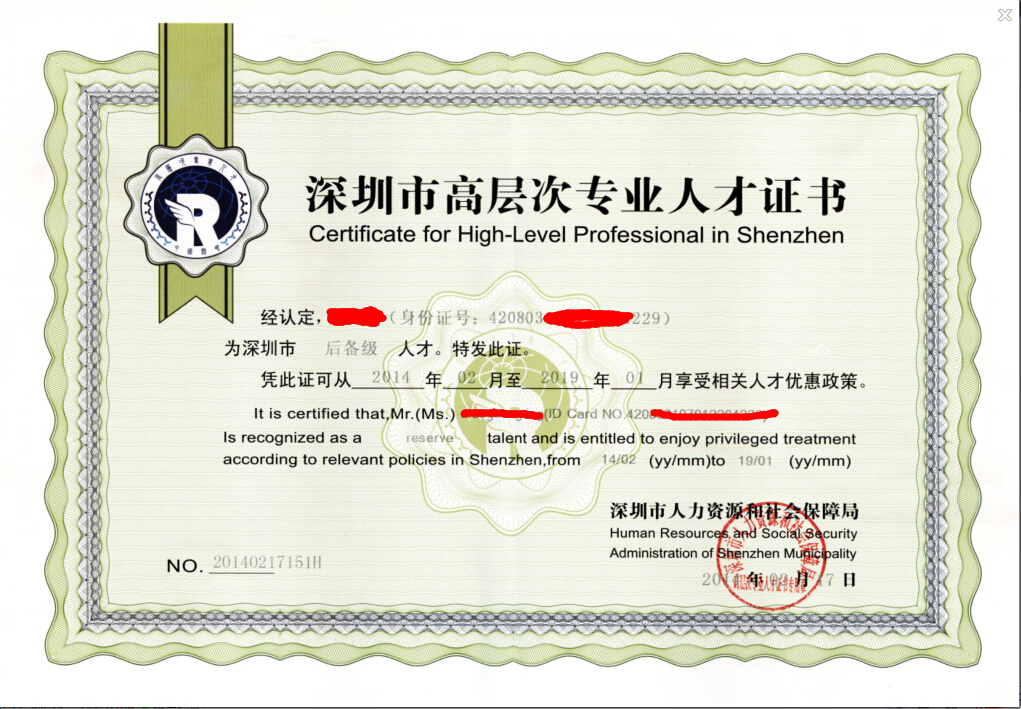 深圳市高层次专业人才证书
Certificate for High-Level Professional in Shenzhen
经认定，（身份证号：420803 229）
为深圳市 后备级 人才。特发此证。
凭此证可从 2014 年 02 月至 2019 年 01 月享受相关人才优惠政策。
It is certified that,Mr.(Ms.) (ID Card NO.
Is recognized as a reserve talent and is entitled to enjoy privileged treatment
according to relevant policies in Shenzhen,from 14/02 (yy/mm)to 19/01 (yy/mm)
深圳市人力资源和社会保障局
Human Resources and Social Security
Administration of Shenzhen Municipality
NO. 20140217151H
年 月 17 日